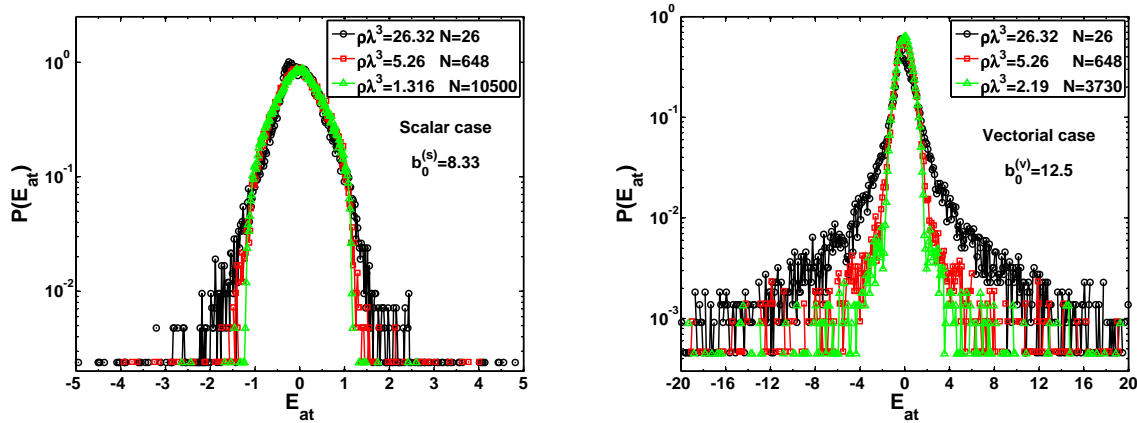 ρλ³=26.32 N=26
ρλ³=5.26 N=648
ρλ³=1.316 N=10500
Scalar case
b₀⁽ˢ⁾=8.33
P(E_at)
10⁰
10⁻¹
10⁻²
-5 -4 -3 -2 -1 0 1 2 3 4 5
E_at
ρλ³=26.32 N=26
ρλ³=5.26 N=648
ρλ³=2.19 N=3730
Vectorial case
b₀⁽ᵛ⁾=12.5
P(E_at)
10⁰
10⁻¹
10⁻²
10⁻³
-20 -16 -12 -8 -4 0 4 8 12 16 20
E_at